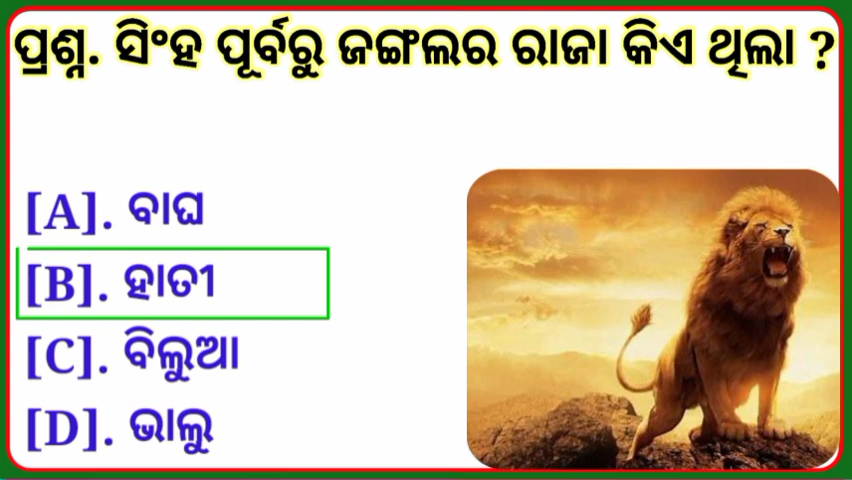 ପ୍ରଶ୍ନ. ସିଂହ ପୂର୍ବରୁ ଜଙ୍ଗଲର ରାଜା କିଏ ଥିଲା ?
[A]. ବାଘ
[B]. ହାତୀ
[C]. ବିଲୁଆ
[D]. ଭାଲୁ